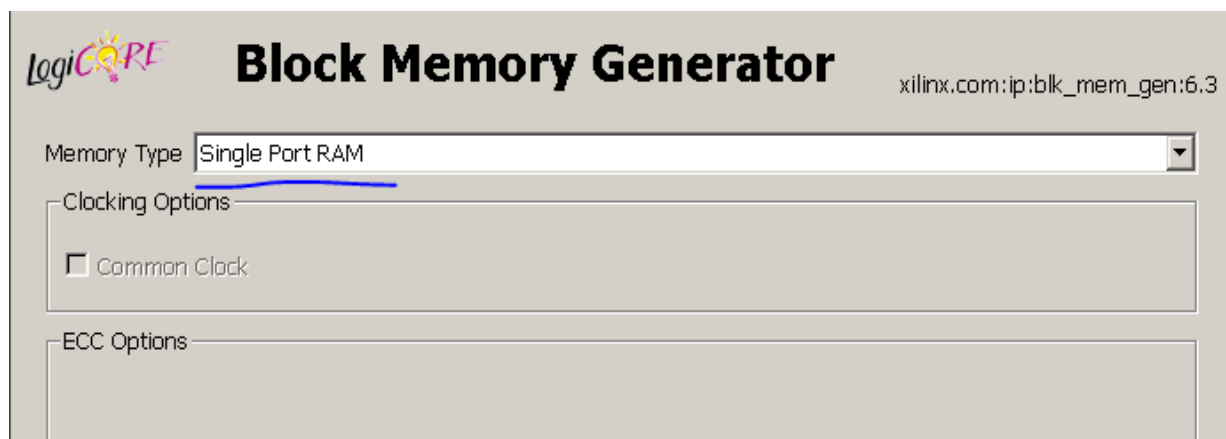 LogiCORE
Block Memory Generator
xilinx.com:ip:blk_mem_gen:6.3
Memory Type Single Port RAM
Clocking Options
Common Clock
ECC Options